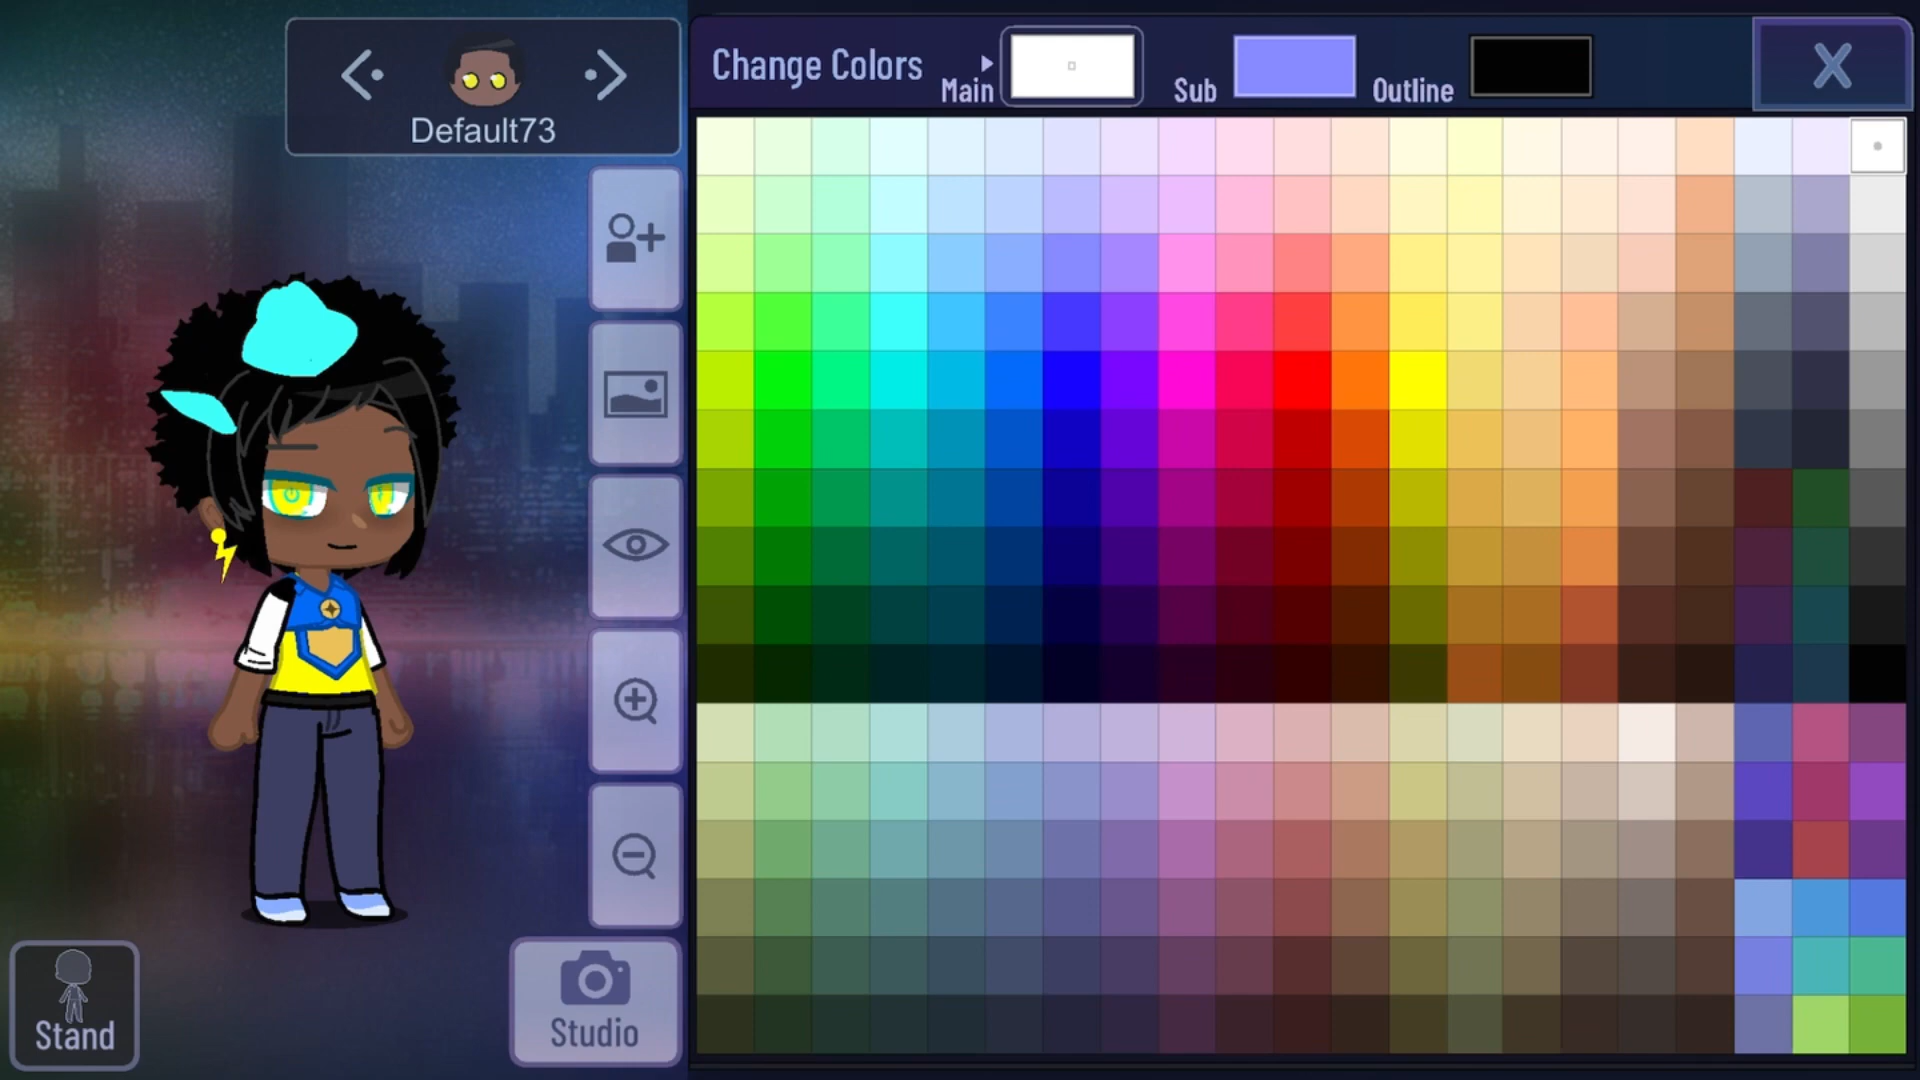 Default73
Change Colors
Main
Sub
Outline
X
Stand
Studio